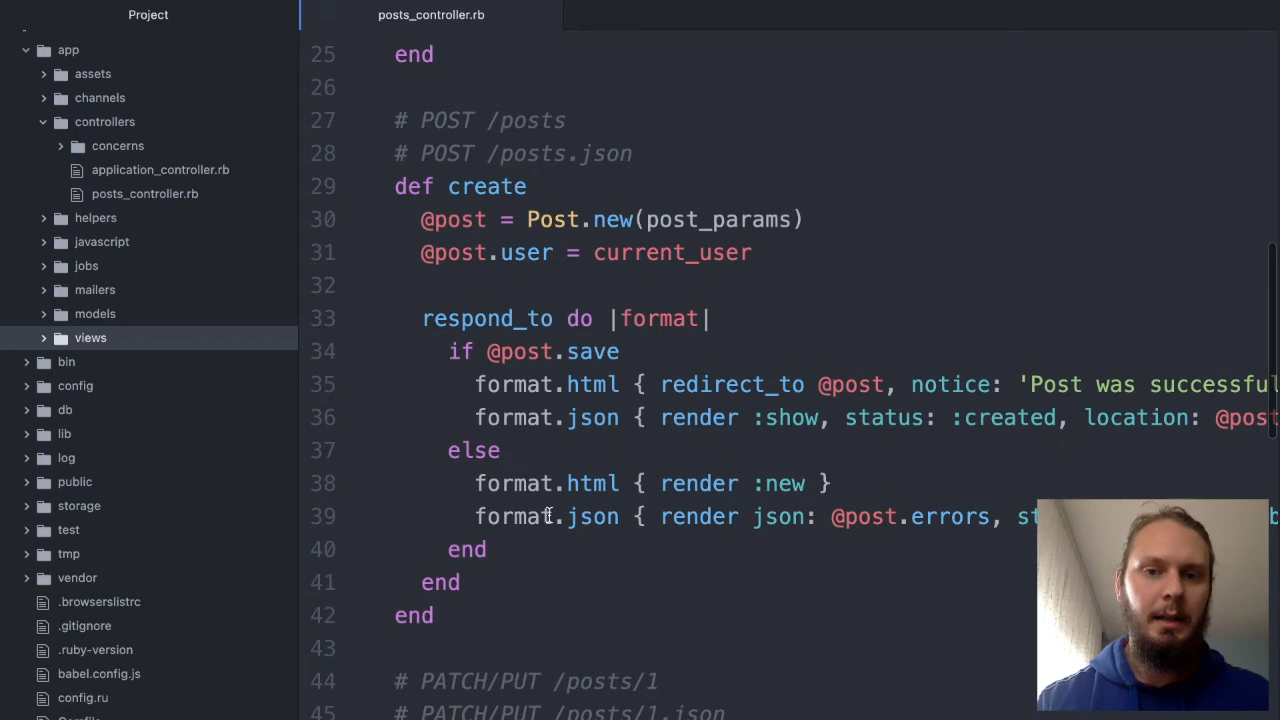 Project
posts_controller.rb
app
assets
channels
controllers
concerns
application_controller.rb
posts_controller.rb
helpers
javascript
jobs
mailers
models
views
bin
config
db
lib
log
public
storage
test
tmp
vendor
.browserslistrc
.gitignore
.ruby-version
babel.config.js
config.ru
25 end
26
27 # POST /posts
28 # POST /posts.json
29 def create
30 @post = Post.new(post_params)
31 @post.user = current_user
32
33 respond_to do |format|
34 if @post.save
35 format.html { redirect_to @post, notice: 'Post was successful
36 format.json { render :show, status: :created, location: @post
37 else
38 format.html { render :new }
39 format.json { render json: @post.errors,
40 end
41 end
42 end
43
44 # PATCH/PUT /posts/1
45 # PATCH/PUT /posts/1.json